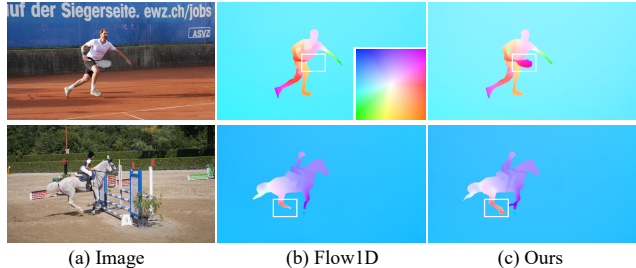 uf der Siegerseite. ewz.ch/jobs
ASVZ
(a) Image
(b) Flow1D
(c) Ours